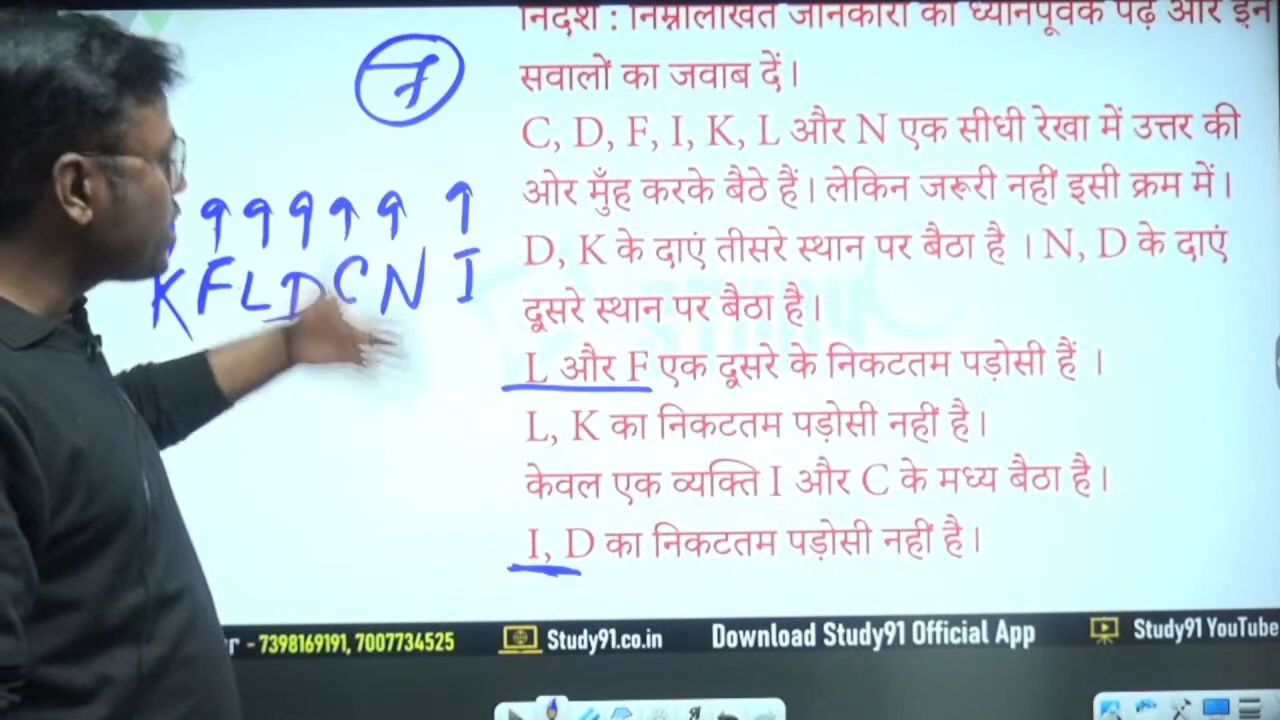 निर्देश : निम्नलिखित जानकारी को ध्यानपूर्वक पढ़ें और इन
सवालों का जवाब दें।
7
C, D, F, I, K, L और N एक सीधी रेखा में उत्तर की
ओर मुँह करके बैठे हैं। लेकिन जरूरी नहीं इसी क्रम में।
D, K के दाएं तीसरे स्थान पर बैठा है । N, D के दाएं
दूसरे स्थान पर बैठा है।
K F L D C N I
L और F एक दूसरे के निकटतम पड़ोसी हैं ।
L, K का निकटतम पड़ोसी नहीं है।
केवल एक व्यक्ति I और C के मध्य बैठा है।
I, D का निकटतम पड़ोसी नहीं है।
r - 7398169191, 7007734525 Study91.co.in Download Study91 Official App Study91 YouTube